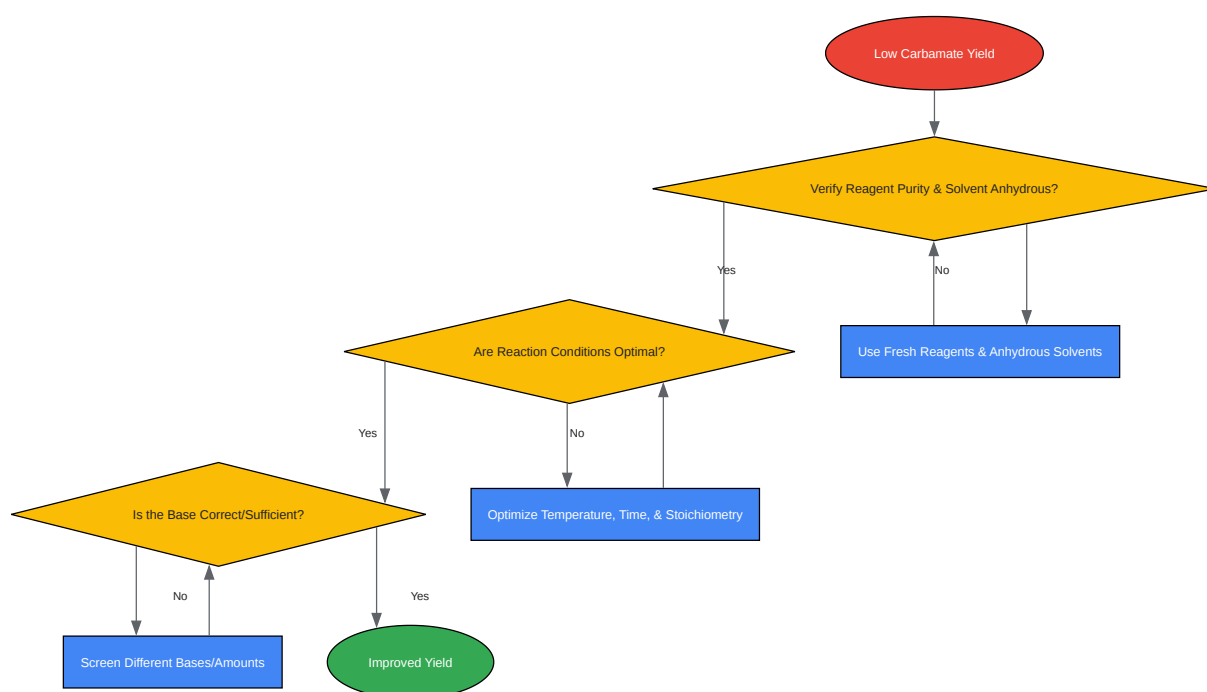 Low Carbamate Yield
Verify Reagent Purity & Solvent Anhydrous?
Yes
No
Are Reaction Conditions Optimal?
Use Fresh Reagents & Anhydrous Solvents
Yes
No
Is the Base Correct/Sufficient?
Optimize Temperature, Time, & Stoichiometry
No
Yes
Screen Different Bases/Amounts
Improved Yield